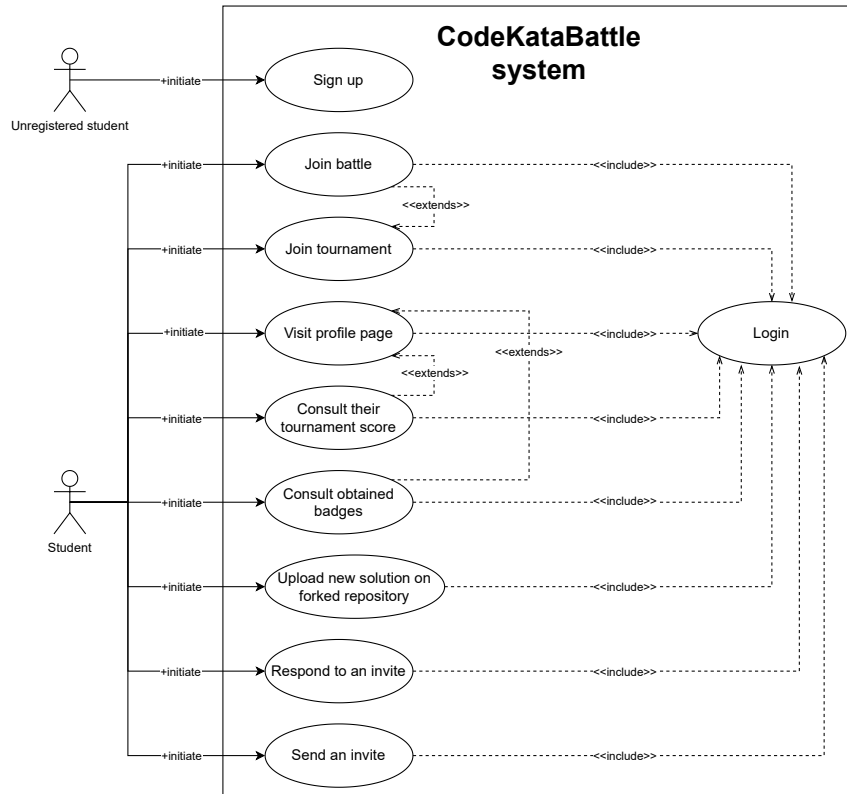 CodeKataBattle
system
+initiate
Sign up
Unregistered student
+initiate
Join battle
<<include>>
<<extends>>
+initiate
Join tournament
<<include>>
+initiate
Visit profile page
<<include>>
Login
<<extends>>
<<extends>>
+initiate
Consult their
tournament score
<<include>>
+initiate
Consult obtained
badges
<<include>>
Student
+initiate
Upload new solution on
forked repository
<<include>>
+initiate
Respond to an invite
<<include>>
+initiate
Send an invite
<<include>>